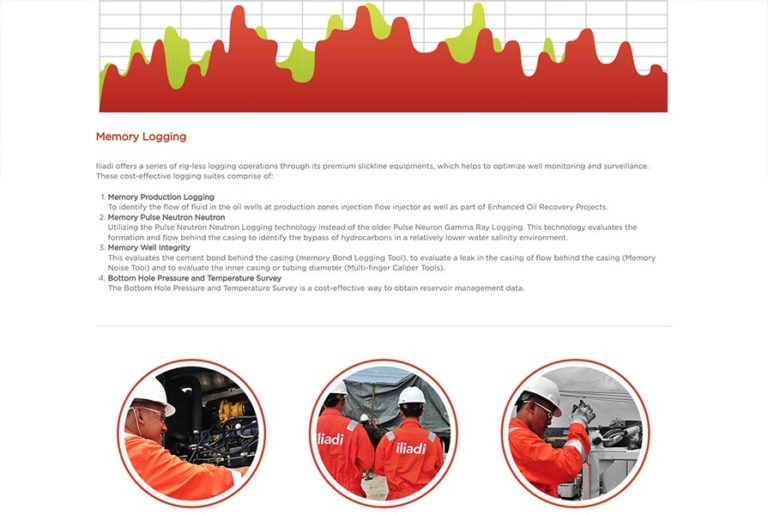 Memory Logging
Iliadi offers a series of rig-less logging operations through its premium slickline equipments, which helps to optimize well monitoring and surveillance.
These cost-effective logging suites comprise of:
1. Memory Production Logging
To identify the flow of fluid in the oil wells at production zones injection flow injector as well as part of Enhanced Oil Recovery Projects.
2. Memory Pulse Neutron Neutron
Utilizing the Pulse Neutron Neutron Logging technology instead of the older Pulse Neuron Gamma Ray Logging. This technology evaluates the
formation and flow behind the casing to identify the bypass of hydrocarbons in a relatively lower water salinity environment.
3. Memory Well Integrity
This evaluates the cement bond behind the casing (memory Bond Logging Tool), to evaluate a leak in the casing of flow behind the casing (Memory
Noise Tool) and to evaluate the inner casing or tubing diameter (Multi-finger Caliper Tools).
4. Bottom Hole Pressure and Temperature Survey
The Bottom Hole Pressure and Temperature Survey is a cost-effective way to obtain reservoir management data.
iliadi
iliadi